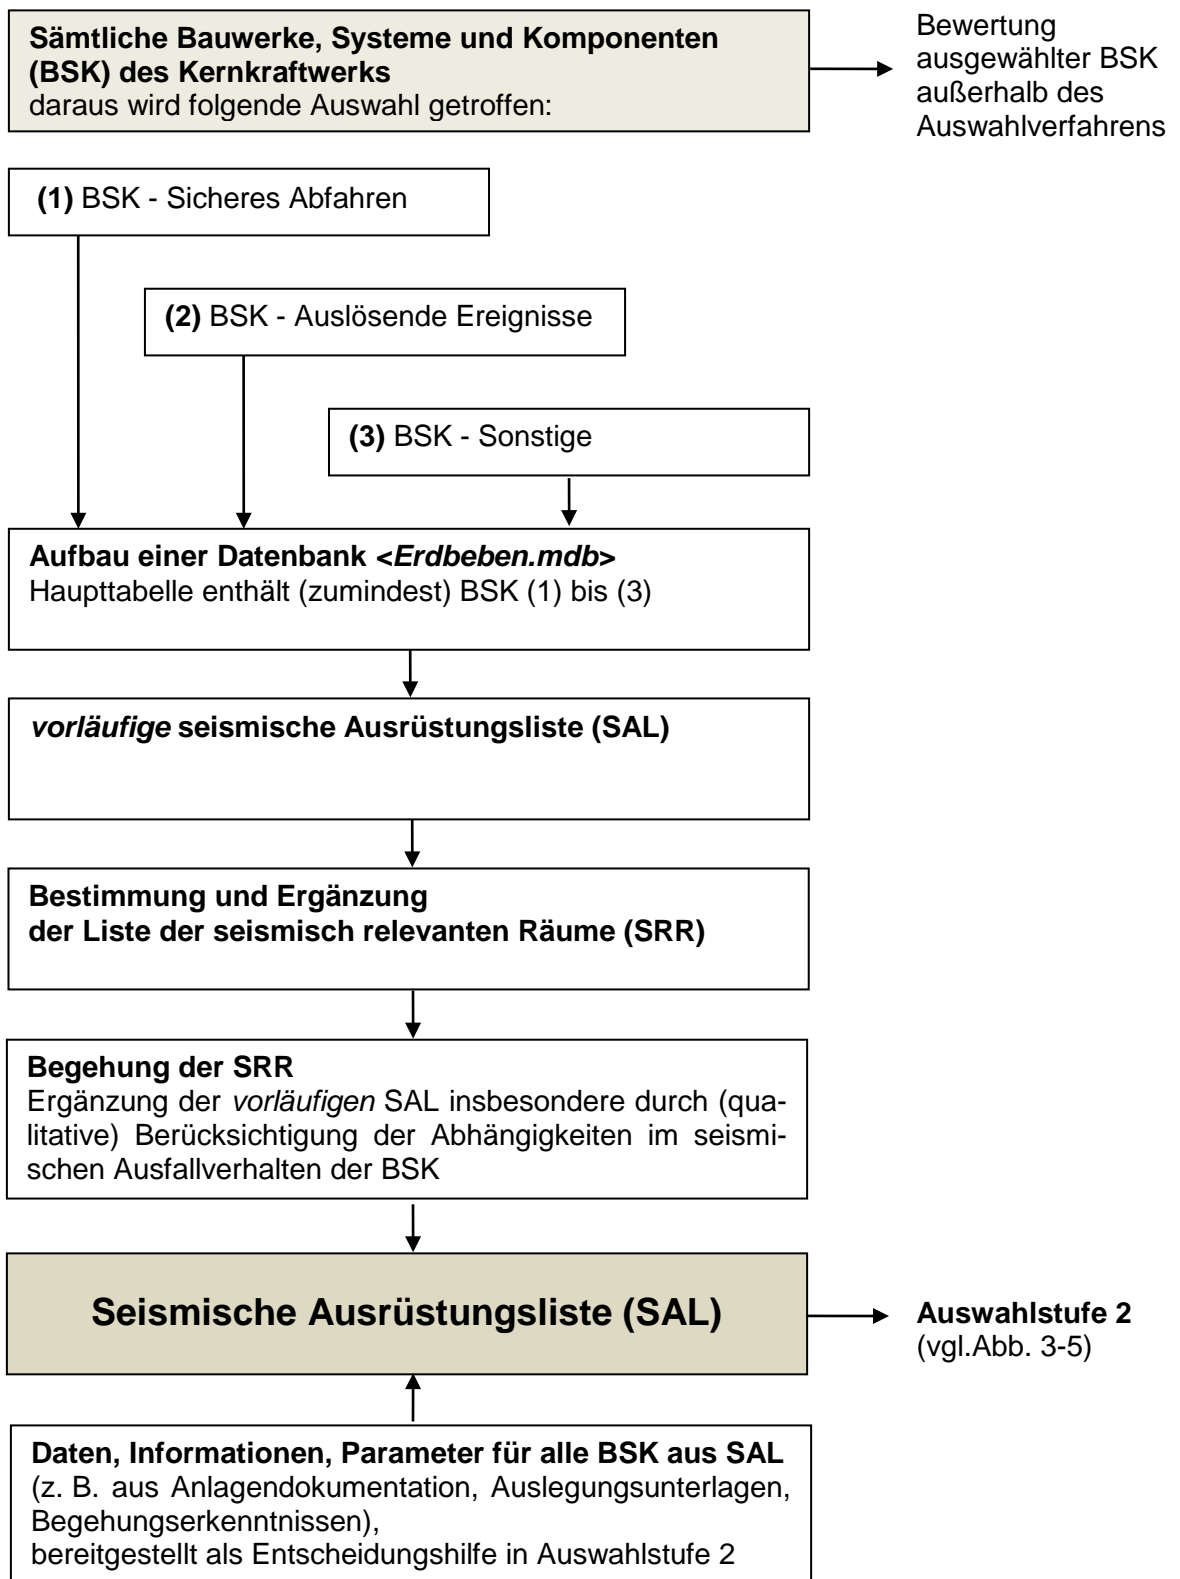 Sämtliche Bauwerke, Systeme und Komponenten
(BSK) des Kernkraftwerks
daraus wird folgende Auswahl getroffen:
Bewertung
ausgewählter BSK
außerhalb des
Auswahlverfahrens
(1) BSK - Sicheres Abfahren
(2) BSK - Auslösende Ereignisse
(3) BSK - Sonstige
Aufbau einer Datenbank <Erdbeben.mdb>
Haupttabelle enthält (zumindest) BSK (1) bis (3)
vorläufige seismische Ausrüstungsliste (SAL)
Bestimmung und Ergänzung
der Liste der seismisch relevanten Räume (SRR)
Begehung der SRR
Ergänzung der vorläufigen SAL insbesondere durch (qua-
litative) Berücksichtigung der Abhängigkeiten im seismi-
schen Ausfallverhalten der BSK
Seismische Ausrüstungsliste (SAL)
Auswahlstufe 2
(vgl.Abb. 3-5)
Daten, Informationen, Parameter für alle BSK aus SAL
(z. B. aus Anlagendokumentation, Auslegungsunterlagen,
Begehungserkenntnissen),
bereitgestellt als Entscheidungshilfe in Auswahlstufe 2